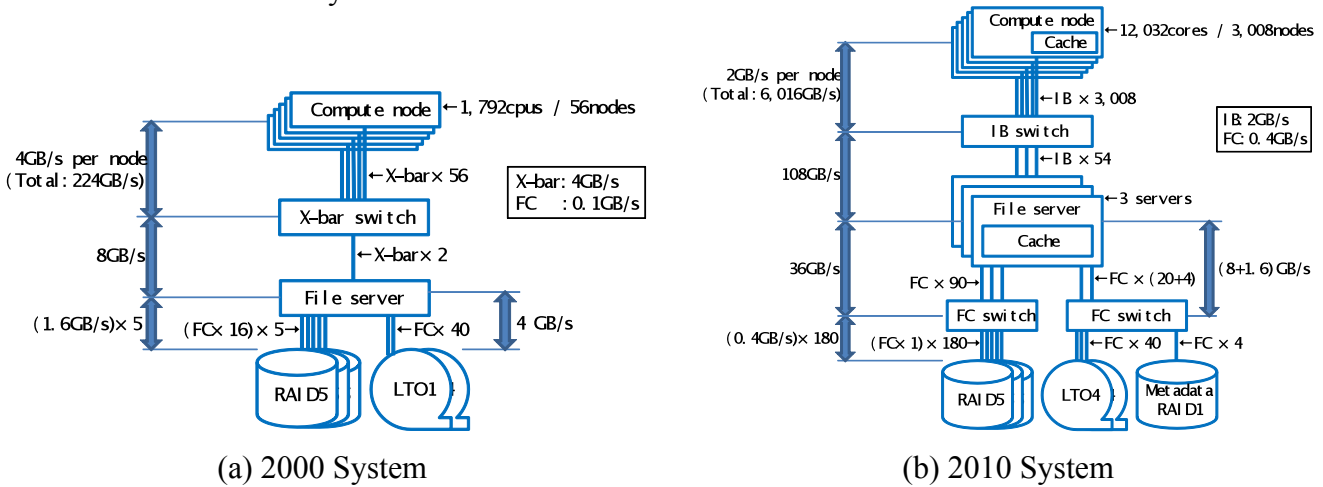 Compute node
←1,792cpus / 56nodes
4GB/s per node
(Total: 224GB/s)
←X-bar× 56
X-bar: 4GB/s
FC : 0.1GB/s
X-bar switch
8GB/s
←X-bar× 2
File server
(1.6GB/s)× 5
(FC× 16) × 5→
←FC× 40
4 GB/s
RAID5
LTO1
(a) 2000 System
Compute node
Cache
←12,032cores / 3,008nodes
2GB/s per node
(Total: 6,016GB/s)
←IB × 3,008
IB: 2GB/s
FC: 0.4GB/s
IB switch
←IB × 54
108GB/s
←3 servers
File server
Cache
36GB/s
(8+1.6)GB/s
FC × 90→
←FC × (20+4)
FC switch
FC switch
(0.4GB/s)× 180
(FC× 1) × 180→
←FC × 40
←FC × 4
RAID5
LTO4
Metadata
RAID1
(b) 2010 System